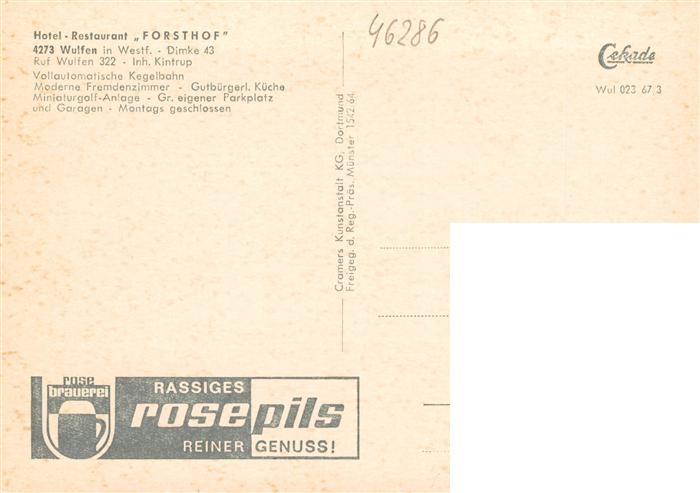 Hotel - Restaurant „FORSTHOF"
4273 Wulfen in Westf. - Dimke 43
Ruf Wulfen 322 - Inh. Kintrup
Vollautomatische Kegelbahn
Moderne Fremdenzimmer - Gutbürgerl. Küche
Miniaturgolf-Anlage - Gr. eigener Parkplatz
und Garagen - Montags geschlossen
46286
Cekade
Wul 023 67 3
Cramers Kunstanstalt KG, Dortmund
Freigeg. d. Reg.-Präs. Münster 1542/64
rose
brauerei
RASSIGES
rose pils
REINER GENUSS!